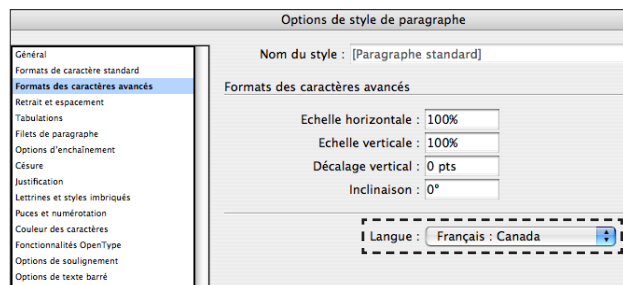 Options de style de paragraphe
Général
Formats de caractère standard
Formats des caractères avancés
Retrait et espacement
Tabulations
Filets de paragraphe
Options d'enchaînement
Césure
Justification
Lettrines et styles imbriqués
Puces et numérotation
Couleur des caractères
Fonctionnalités OpenType
Options de soulignement
Options de texte barré
Nom du style : [Paragraphe standard]
Formats des caractères avancés
Echelle horizontale : 100%
Echelle verticale : 100%
Décalage vertical : 0 pts
Inclinaison : 0°
Langue : Français : Canada